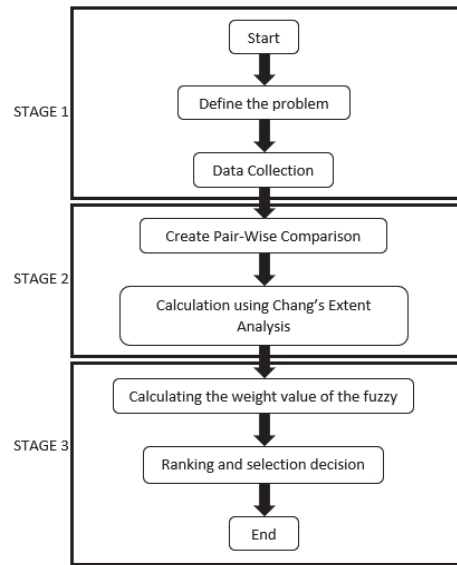 Start
Define the problem
STAGE 1
Data Collection
Create Pair-Wise Comparison
STAGE 2
Calculation using Chang's Extent
Analysis
Calculating the weight value of the fuzzy
STAGE 3
Ranking and selection decision
End